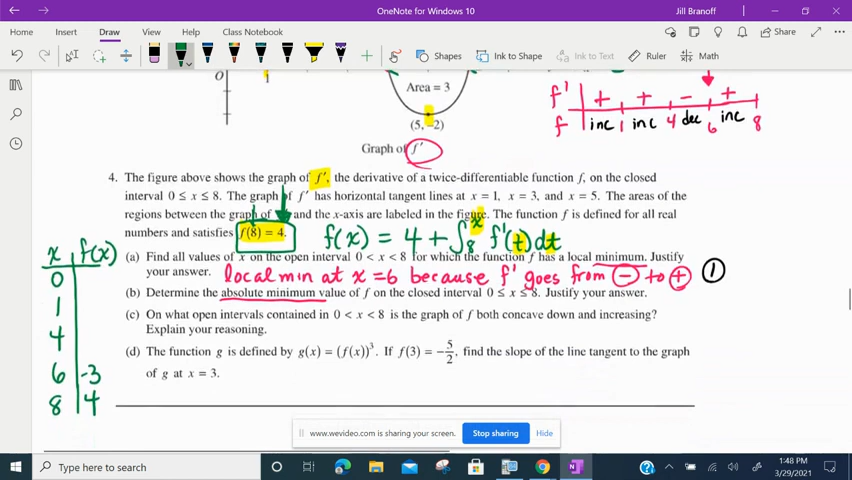 OneNote for Windows 10
Jill Branoff
Home Insert Draw View Help Class Notebook
Share
Shapes Ink to Shape Ink to Text Ruler Math
O
1
Area = 3
(5, −2)
Graph of f′
f′ + + − +
f inc 1 inc 4 dec 6 inc 8
4. The figure above shows the graph of f′, the derivative of a twice-differentiable function f, on the closed
interval 0 ≤ x ≤ 8. The graph of f′ has horizontal tangent lines at x = 1, x = 3, and x = 5. The areas of the
regions between the graph of and the x-axis are labeled in the figure. The function f is defined for all real
numbers and satisfies f(8) = 4.
f(x) = 4 + ∫₈ˣ f′(t)dt
(a) Find all values of x on the open interval 0 < x < 8 for which the function f has a local minimum. Justify
your answer.
local min at x = 6 because f′ goes from − to + 1
(b) Determine the absolute minimum value of f on the closed interval 0 ≤ x ≤ 8. Justify your answer.
(c) On what open intervals contained in 0 < x < 8 is the graph of f both concave down and increasing?
Explain your reasoning.
(d) The function g is defined by g(x) = (f(x))³. If f(3) = −5/2, find the slope of the line tangent to the graph
of g at x = 3.
x f(x)
0
1
4
6 -3
8 4
www.wevideo.com is sharing your screen. Stop sharing Hide
Type here to search
1:48 PM
3/29/2021